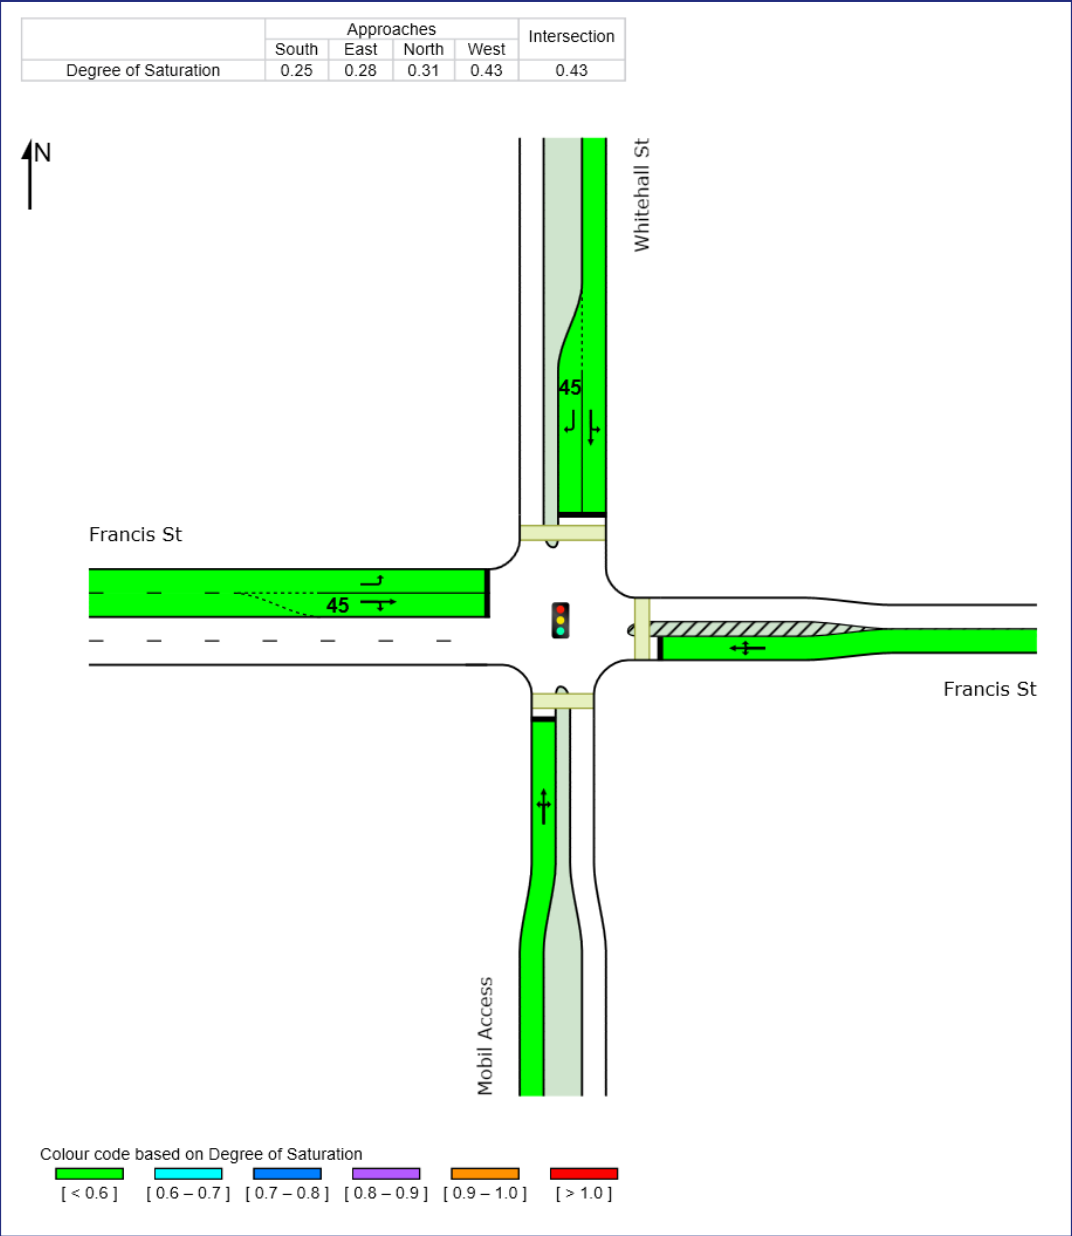 Approaches
Intersection
South East North West
Degree of Saturation 0.25 0.28 0.31 0.43 0.43
N
Whitehall St
45
Francis St
45
Francis St
Mobil Access
Colour code based on Degree of Saturation
[ < 0.6 ] [ 0.6 – 0.7 ] [ 0.7 – 0.8 ] [ 0.8 – 0.9 ] [ 0.9 – 1.0 ] [ > 1.0 ]